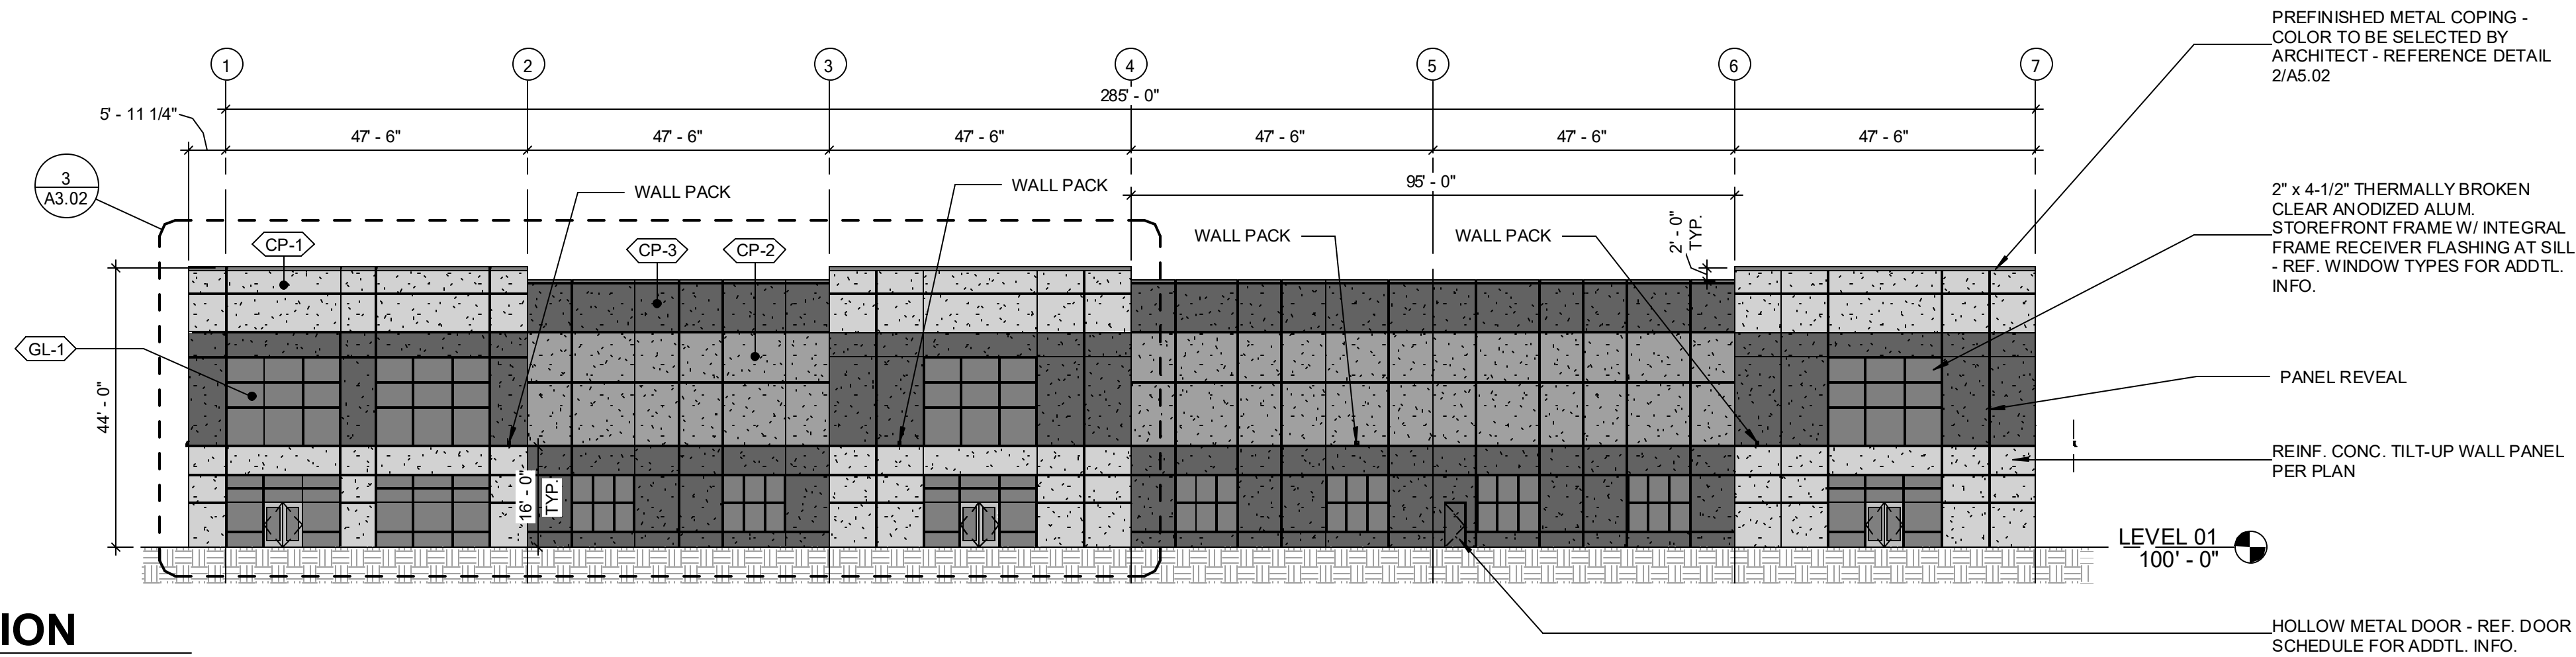 PREFINISHED METAL COPING -
COLOR TO BE SELECTED BY
ARCHITECT - REFERENCE DETAIL
2/A5.02
1
2
3
4
5
6
7
285' - 0"
5' - 11 1/4"
47' - 6"
47' - 6"
47' - 6"
47' - 6"
47' - 6"
47' - 6"
3
A3.02
WALL PACK
WALL PACK
95' - 0"
2" x 4-1/2" THERMALLY BROKEN
CLEAR ANODIZED ALUM.
STOREFRONT FRAME W/ INTEGRAL
FRAME RECEIVER FLASHING AT SILL
- REF. WINDOW TYPES FOR ADDTL.
INFO.
CP-1
CP-3
CP-2
WALL PACK
WALL PACK
2' - 0"
TYP.
GL-1
44' - 0"
PANEL REVEAL
REINF. CONC. TILT-UP WALL PANEL
PER PLAN
16' - 0"
TYP.
LEVEL 01
100' - 0"
ION
HOLLOW METAL DOOR - REF. DOOR
SCHEDULE FOR ADDTL. INFO.